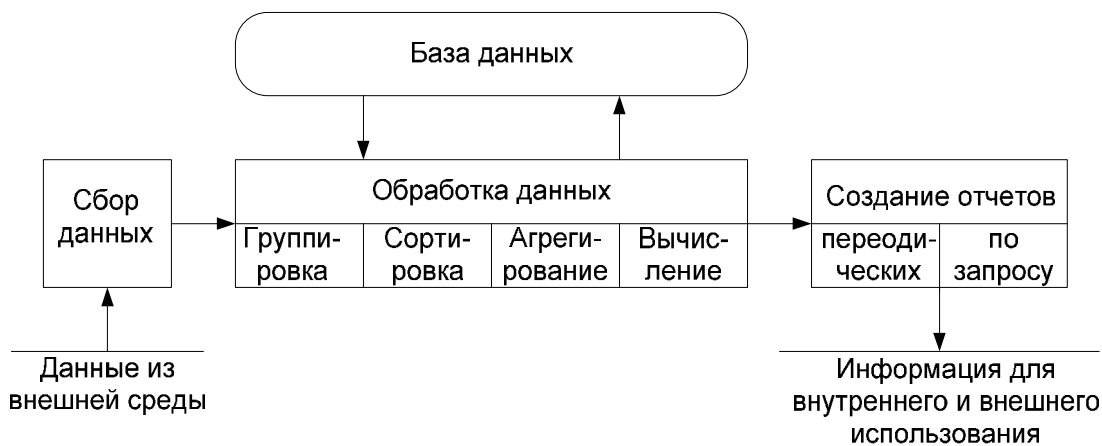 База данных
Сбор
данных
Обработка данных
Группи-
ровка
Сорти-
ровка
Агреги-
рование
Вычис-
ление
Создание отчетов
переоди-
ческих
по
запросу
Данные из
внешней среды
Информация для
внутреннего и внешнего
использования